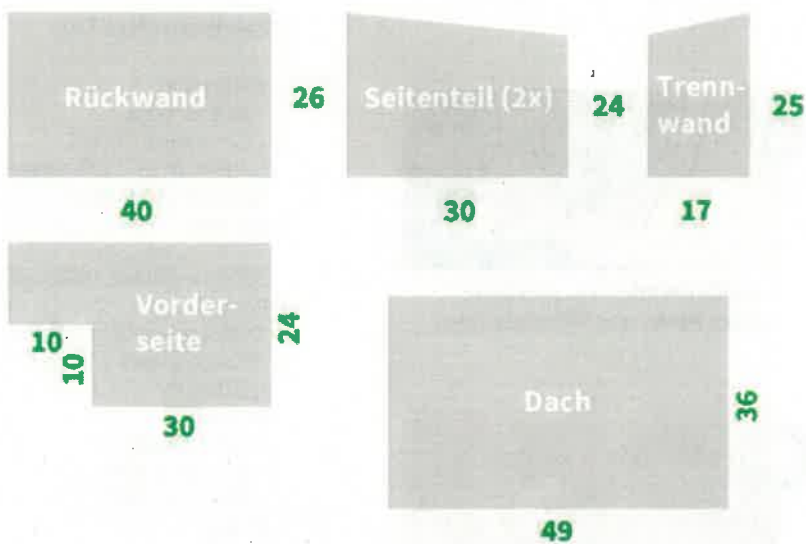 Rückwand
26
40
Seitenteil (2x)
24
30
Trenn-
wand
25
17
Vorder-
seite
24
10
10
30
Dach
36
49